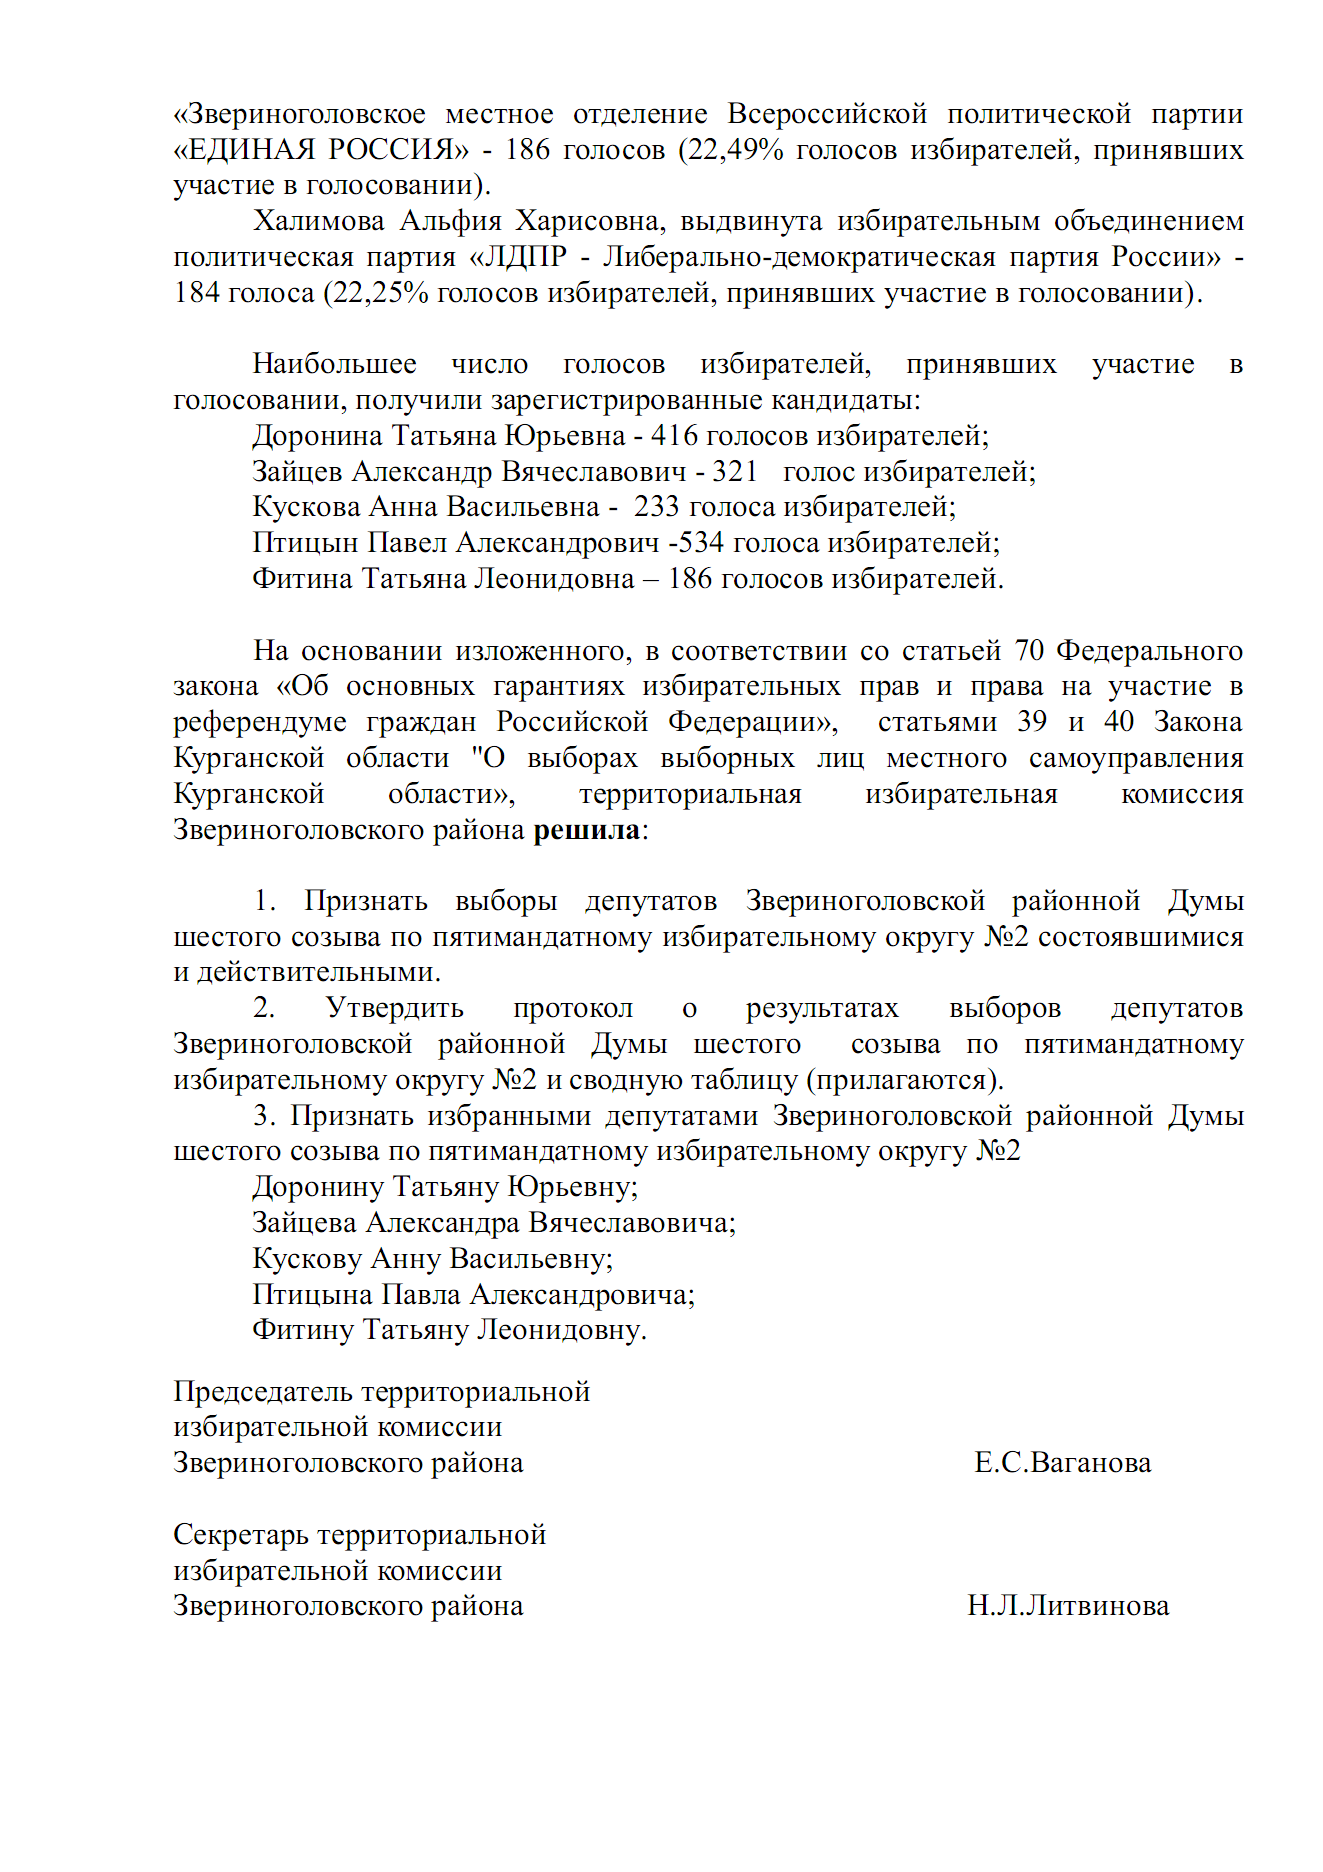 «Звериноголовское местное отделение Всероссийской политической партии
«ЕДИНАЯ РОССИЯ» - 186 голосов (22,49% голосов избирателей, принявших
участие в голосовании).
Халимова Альфия Харисовна, выдвинута избирательным объединением
политическая партия «ЛДПР - Либерально-демократическая партия России» -
184 голоса (22,25% голосов избирателей, принявших участие в голосовании).
Наибольшее число голосов избирателей, принявших участие в
голосовании, получили зарегистрированные кандидаты:
Доронина Татьяна Юрьевна - 416 голосов избирателей;
Зайцев Александр Вячеславович - 321 голос избирателей;
Кускова Анна Васильевна - 233 голоса избирателей;
Птицын Павел Александрович -534 голоса избирателей;
Фитина Татьяна Леонидовна – 186 голосов избирателей.
На основании изложенного, в соответствии со статьей 70 Федерального
закона «Об основных гарантиях избирательных прав и права на участие в
референдуме граждан Российской Федерации», статьями 39 и 40 Закона
Курганской области "О выборах выборных лиц местного самоуправления
Курганской области», территориальная избирательная комиссия
Звериноголовского района решила:
1. Признать выборы депутатов Звериноголовской районной Думы
шестого созыва по пятимандатному избирательному округу №2 состоявшимися
и действительными.
2. Утвердить протокол о результатах выборов депутатов
Звериноголовской районной Думы шестого созыва по пятимандатному
избирательному округу №2 и сводную таблицу (прилагаются).
3. Признать избранными депутатами Звериноголовской районной Думы
шестого созыва по пятимандатному избирательному округу №2
Доронину Татьяну Юрьевну;
Зайцева Александра Вячеславовича;
Кускову Анну Васильевну;
Птицына Павла Александровича;
Фитину Татьяну Леонидовну.
Председатель территориальной
избирательной комиссии
Звериноголовского района Е.С.Ваганова
Секретарь территориальной
избирательной комиссии
Звериноголовского района Н.Л.Литвинова